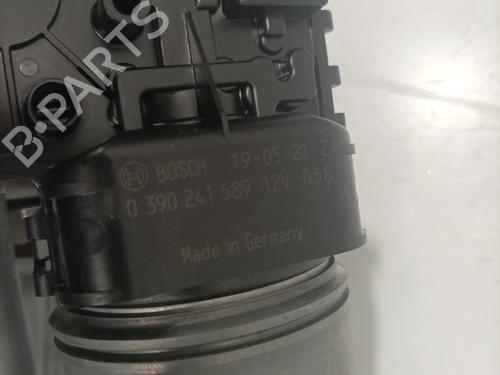 B-PARTS
BOSCH 19-05-21 2
0 390 241 589 12V 058
Made in Germany